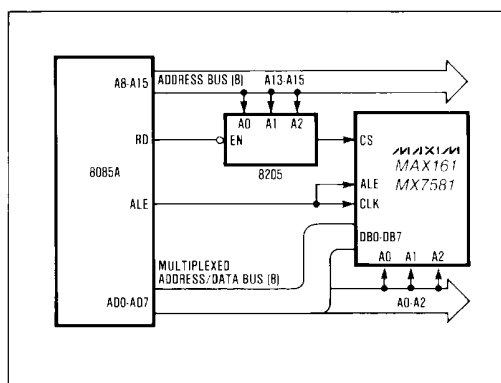 A8-A15
ADDRESS BUS (8) A13-A15
A0 A1 A2
RD
EN
CS
MAXIM
MAX161
MX7581
8085A
8205
ALE
ALE
CLK
DB0-DB7
MULTIPLEXED
ADDRESS/DATA BUS (8)
A0 A1 A2
AD0-AD7
A0-A2